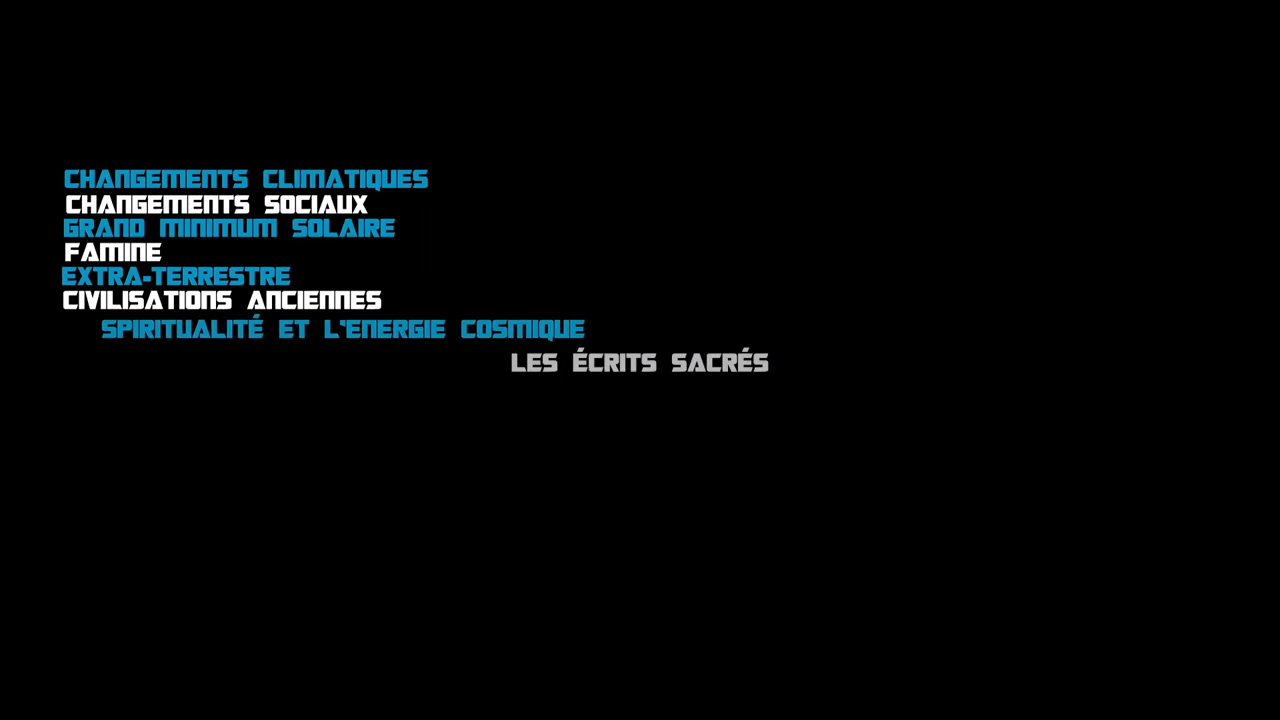 CHANGEMENTS CLIMATIQUES
CHANGEMENTS SOCIAUX
GRAND MINIMUM SOLAIRE
FAMINE
EXTRA-TERRESTRE
CIVILISATIONS ANCIENNES
SPIRITUALITÉ ET L'ENERGIE COSMIQUE
LES ÉCRITS SACRÉS